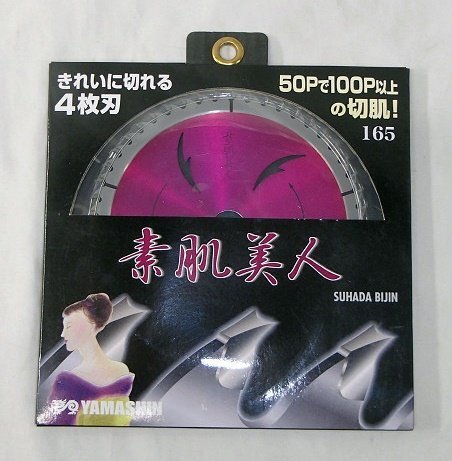 きれいに切れる
4枚刃
50Pで100P以上
の切肌!
165
素肌美人
SUHADA BIJIN
YAMASHIN